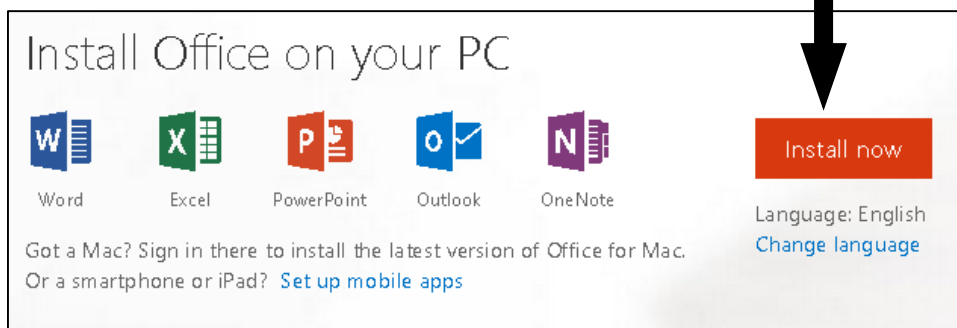 Install Office on your PC
Word Excel PowerPoint Outlook OneNote
Install now
Language: English
Change language
Got a Mac? Sign in there to install the latest version of Office for Mac.
Or a smartphone or iPad? Set up mobile apps